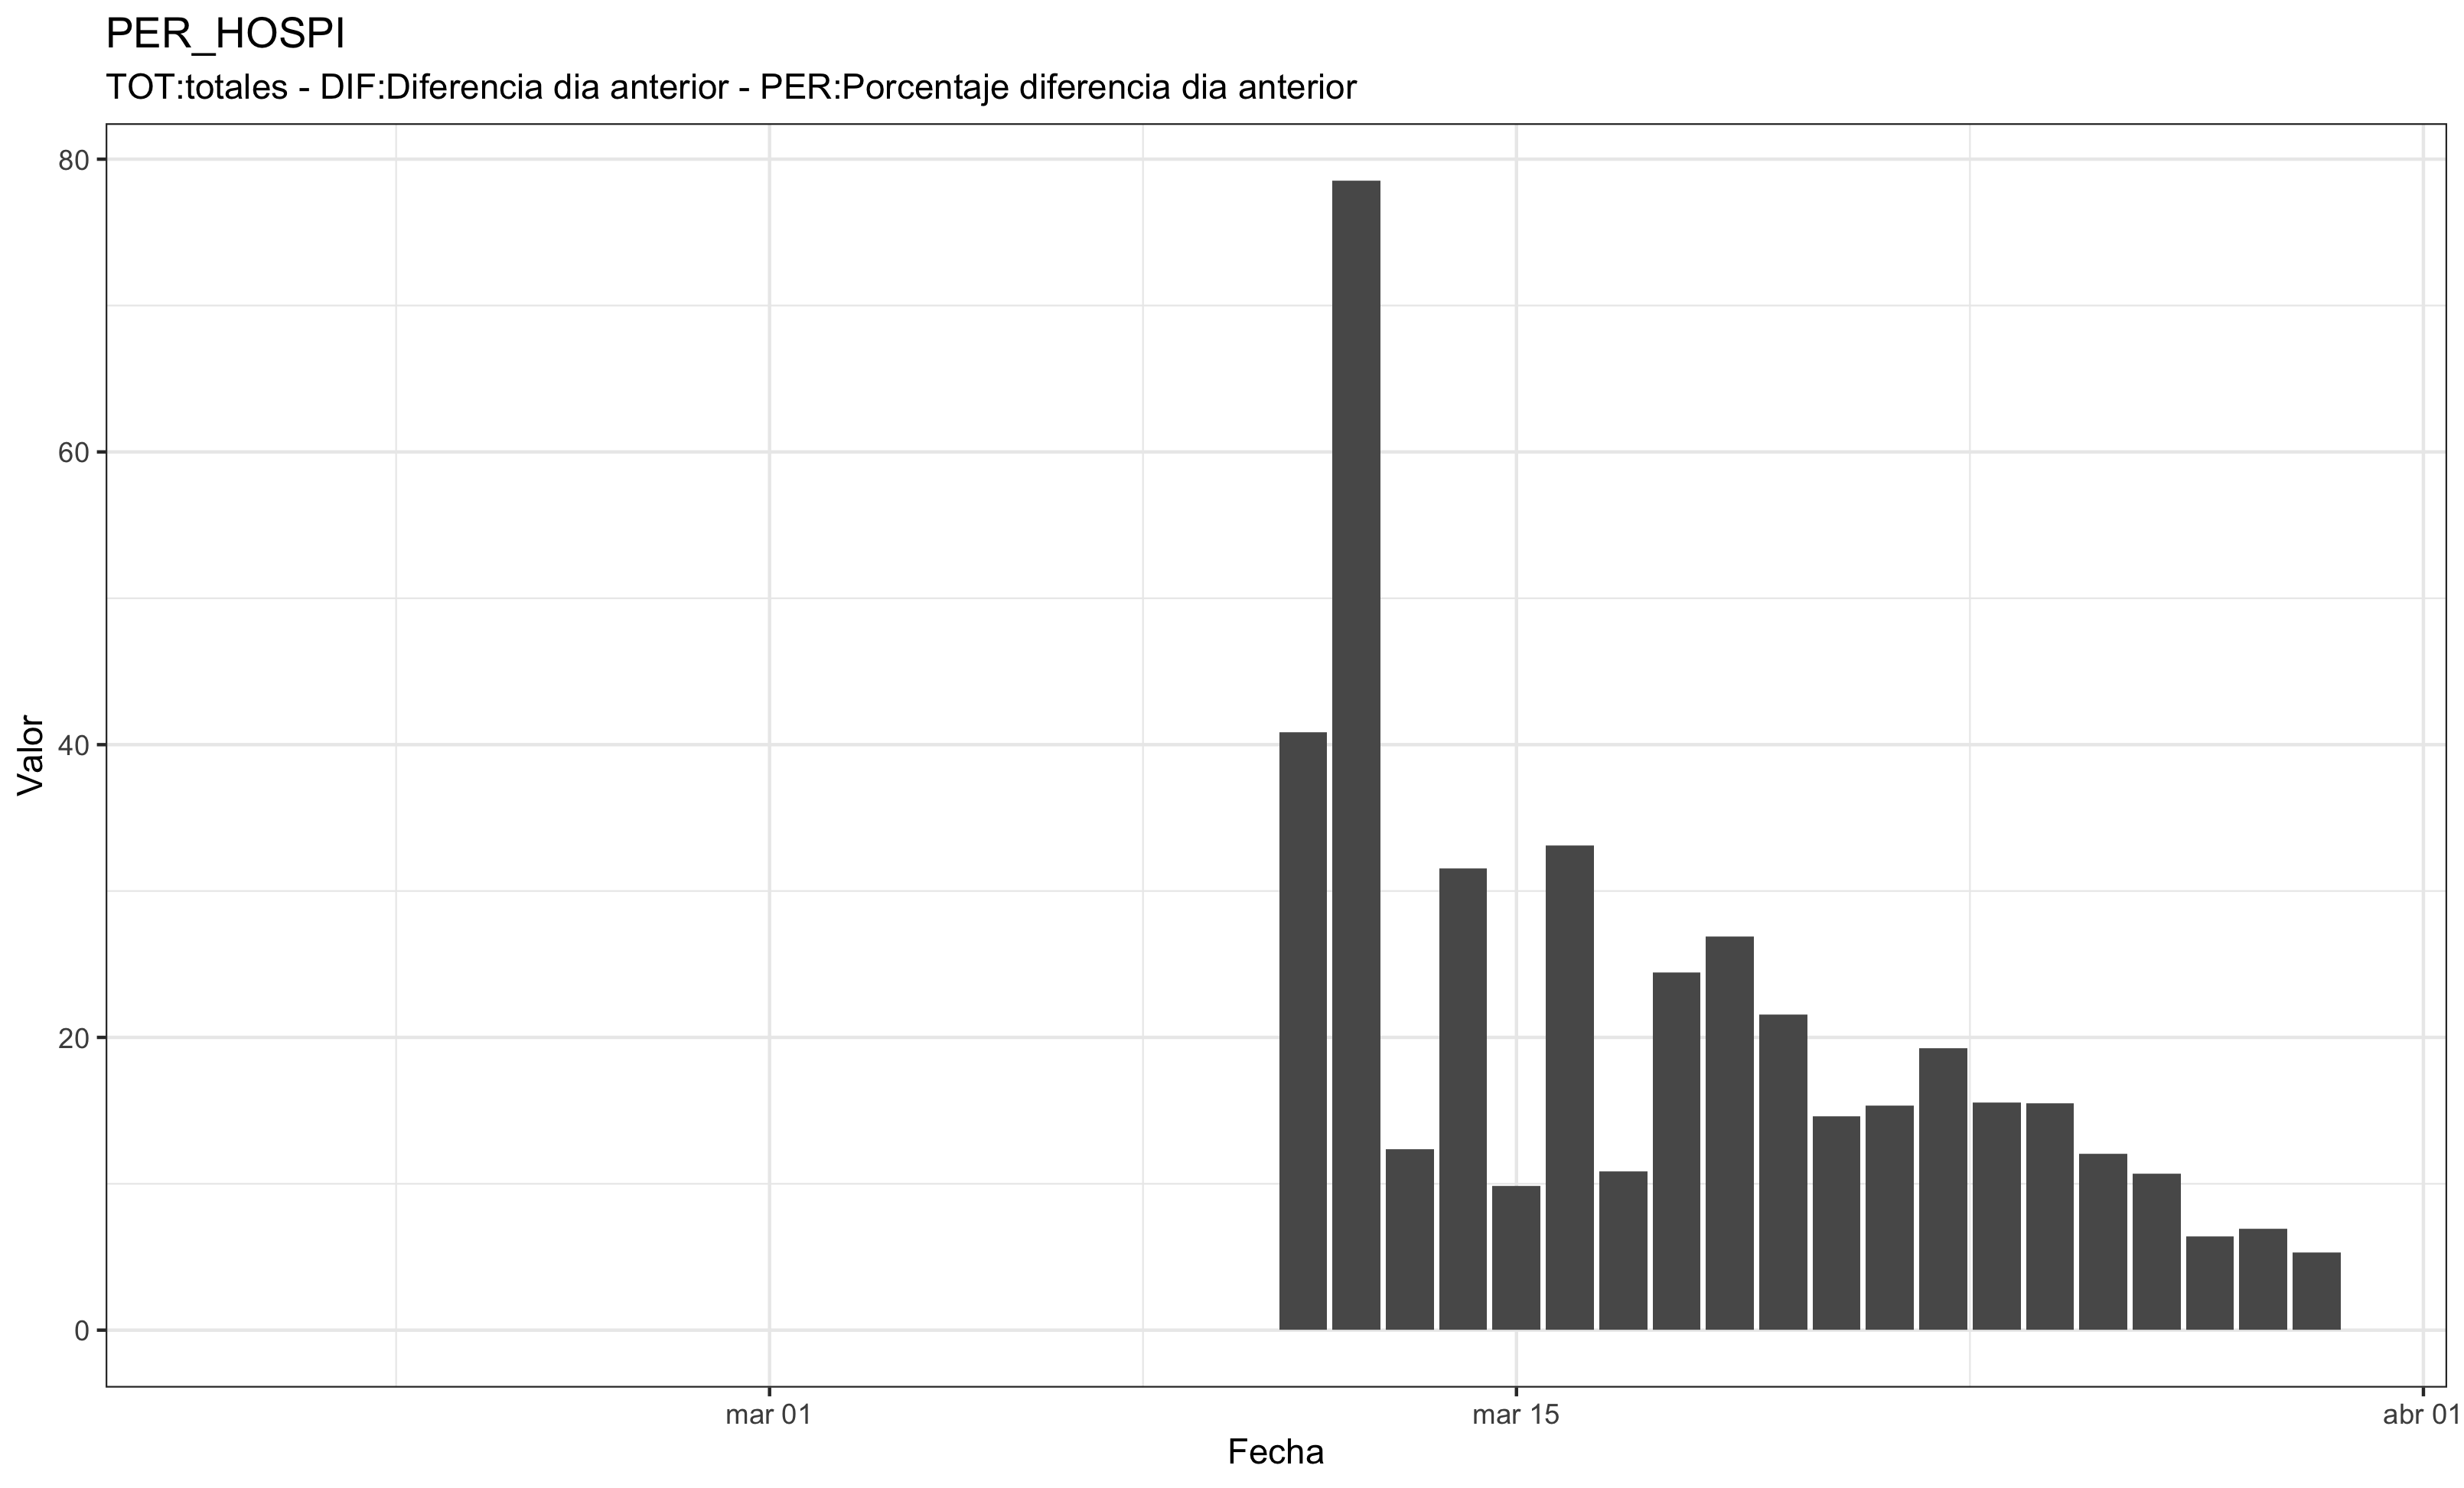 PER_HOSPI
TOT:totales - DIF:Diferencia dia anterior - PER:Porcentaje diferencia dia anterior
80
60
40
20
0
Valor
mar 01
mar 15
abr 01
Fecha